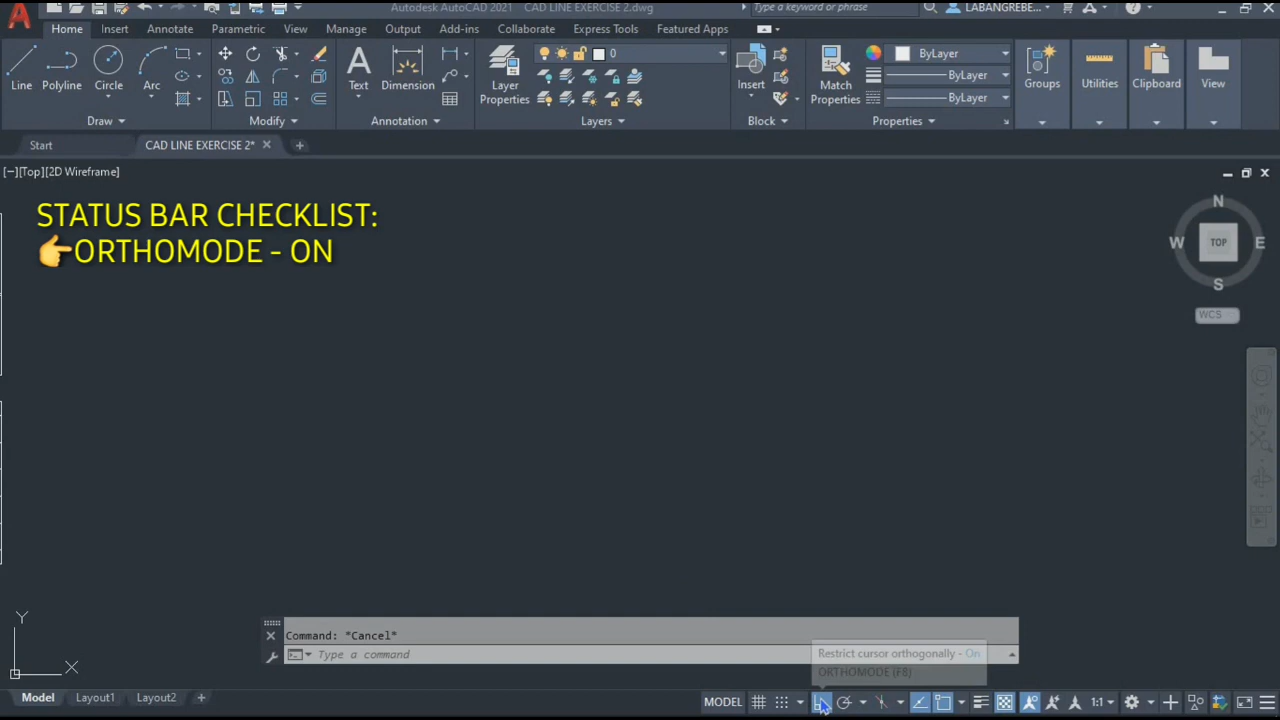 Autodesk AutoCAD 2021 CAD LINE EXERCISE 2.dwg
Type a keyword or phrase
LABANGREBE...
Home Insert Annotate Parametric View Manage Output Add-ins Collaborate Express Tools Featured Apps
0
ByLayer
ByLayer
ByLayer
Line Polyline Circle Arc
Text Dimension
Layer Properties
Insert
Match Properties
Groups Utilities Clipboard View
Draw Modify Annotation Layers Block Properties
Start CAD LINE EXERCISE 2*
[−][Top][2D Wireframe]
STATUS BAR CHECKLIST:
👉ORTHOMODE - ON
N
W TOP E
S
WCS
Y
X
Command: *Cancel*
Type a command
Restrict cursor orthogonally - On
ORTHOMODE (F8)
Model Layout1 Layout2 +
MODEL 1:1